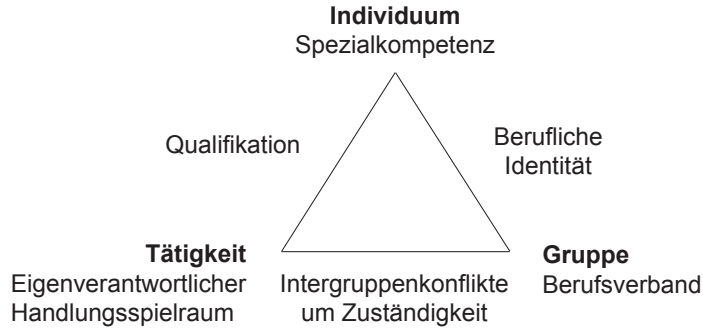 Individuum
Spezialkompetenz
Qualifikation
Berufliche
Identität
Tätigkeit
Eigenverantwortlicher
Handlungsspielraum
Intergruppenkonflikte
um Zuständigkeit
Gruppe
Berufsverband